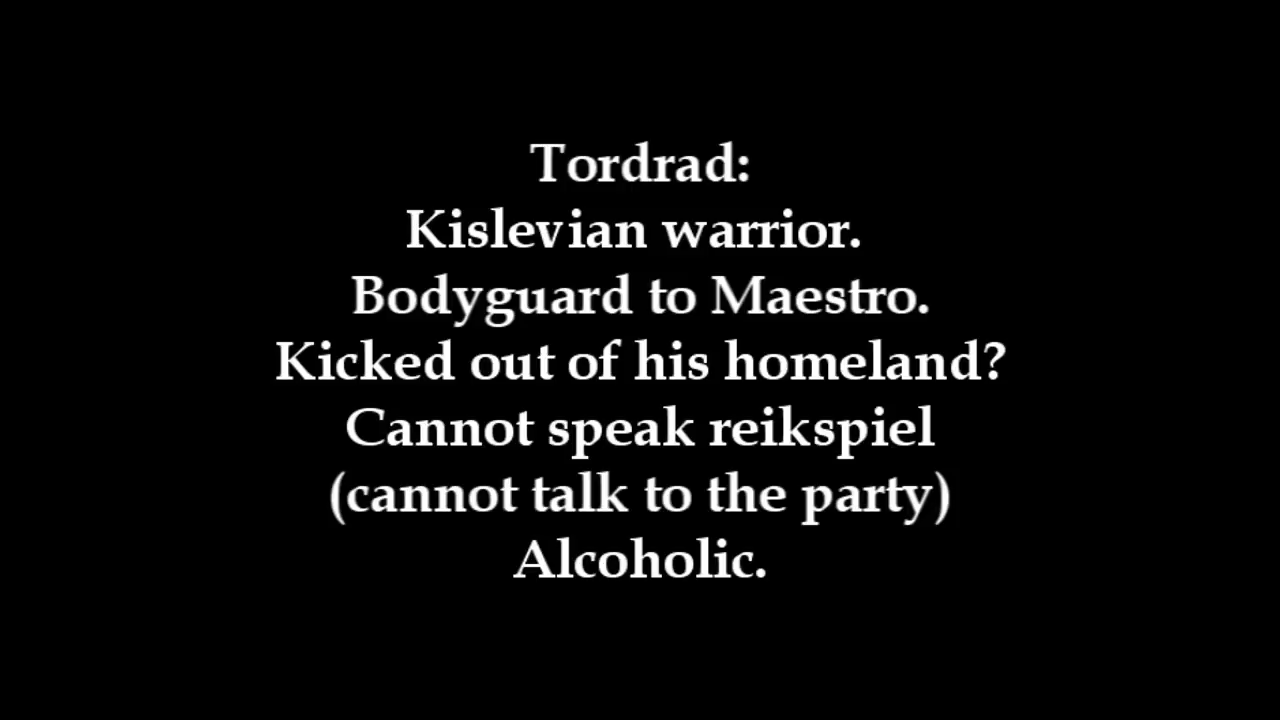 Tordrad:
Kislevian warrior.
Bodyguard to Maestro.
Kicked out of his homeland?
Cannot speak reikspiel
(cannot talk to the party)
Alcoholic.